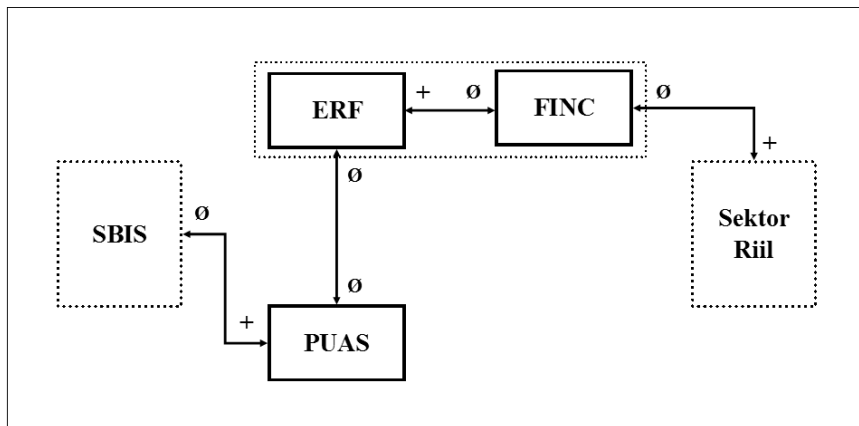 + Ø
ERF
FINC
Ø
+
Ø
SBIS
Ø
Sektor
Riil
Ø
+
PUAS